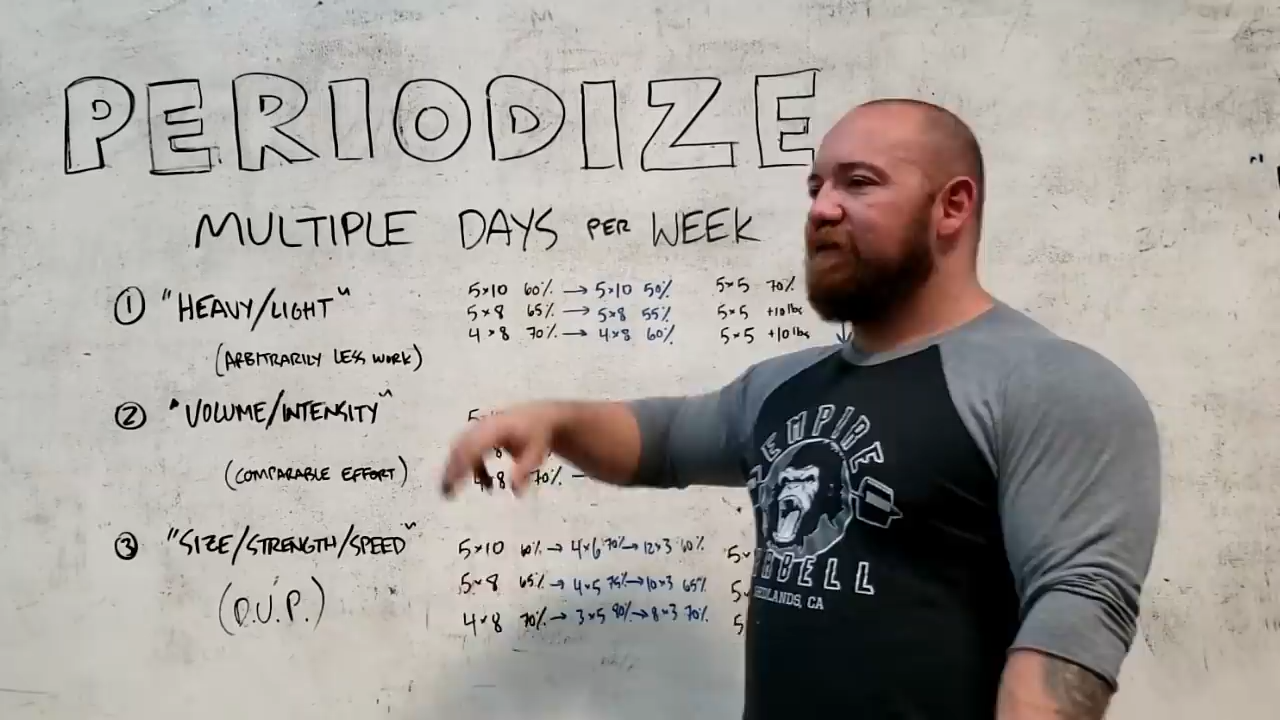 PERIODIZE
MULTIPLE DAYS PER WEEK
① "HEAVY/LIGHT"
(ARBITRARILY LESS WORK)
5×10 60% → 5×10 50%
5×8 65% → 5×8 55%
4×8 70% → 4×8 60%
5×5 70%
5×5 +10lbs
5×5 +10lbs
② "VOLUME/INTENSITY"
(COMPARABLE EFFORT)
4×8 70% –
③ "SIZE/STRENGTH/SPEED"
(D.U.P.)
5×10 60% → 4×6 70% → 12×3 60%
5×8 65% → 4×5 75% → 10×3 65%
4×8 70% → 3×5 80% → 8×3 70%
EMPIRE
BELL
REDLANDS, CA